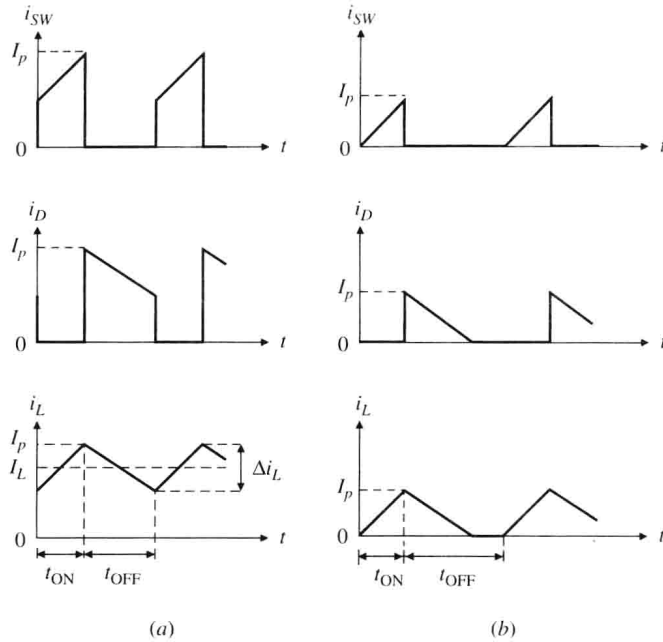 i_SW
I_p
0
t
i_D
I_p
0
t
i_L
I_p
I_L
Δi_L
0
t
t_ON
t_OFF
(a)
i_SW
I_p
0
t
i_D
I_p
0
t
i_L
I_p
0
t
t_ON
t_OFF
(b)